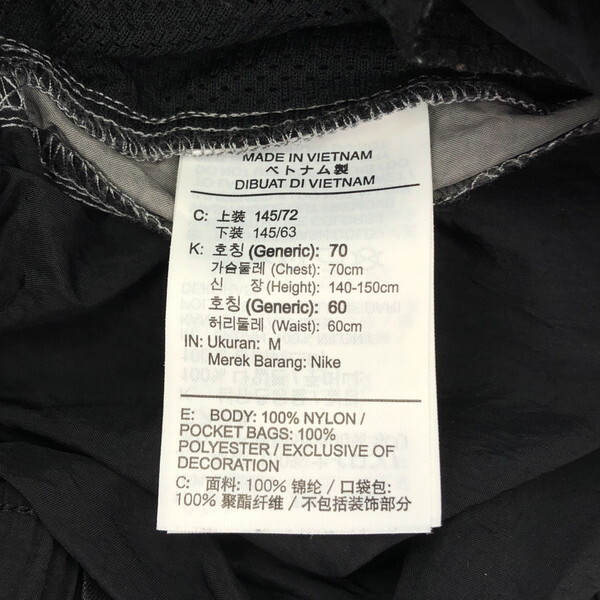 MADE IN VIETNAM
ベトナム製
DIBUAT DI VIETNAM
C: 上装 145/72
下装 145/63
K: 호칭 (Generic): 70
가슴둘레 (Chest): 70cm
신 장 (Height): 140-150cm
호칭 (Generic): 60
허리둘레 (Waist): 60cm
IN: Ukuran: M
Merek Barang: Nike
E: BODY: 100% NYLON /
POCKET BAGS: 100%
POLYESTER / EXCLUSIVE OF
DECORATION
C: 面料: 100% 锦纶 / 口袋包:
100% 聚酯纤维 / 不包括装饰部分